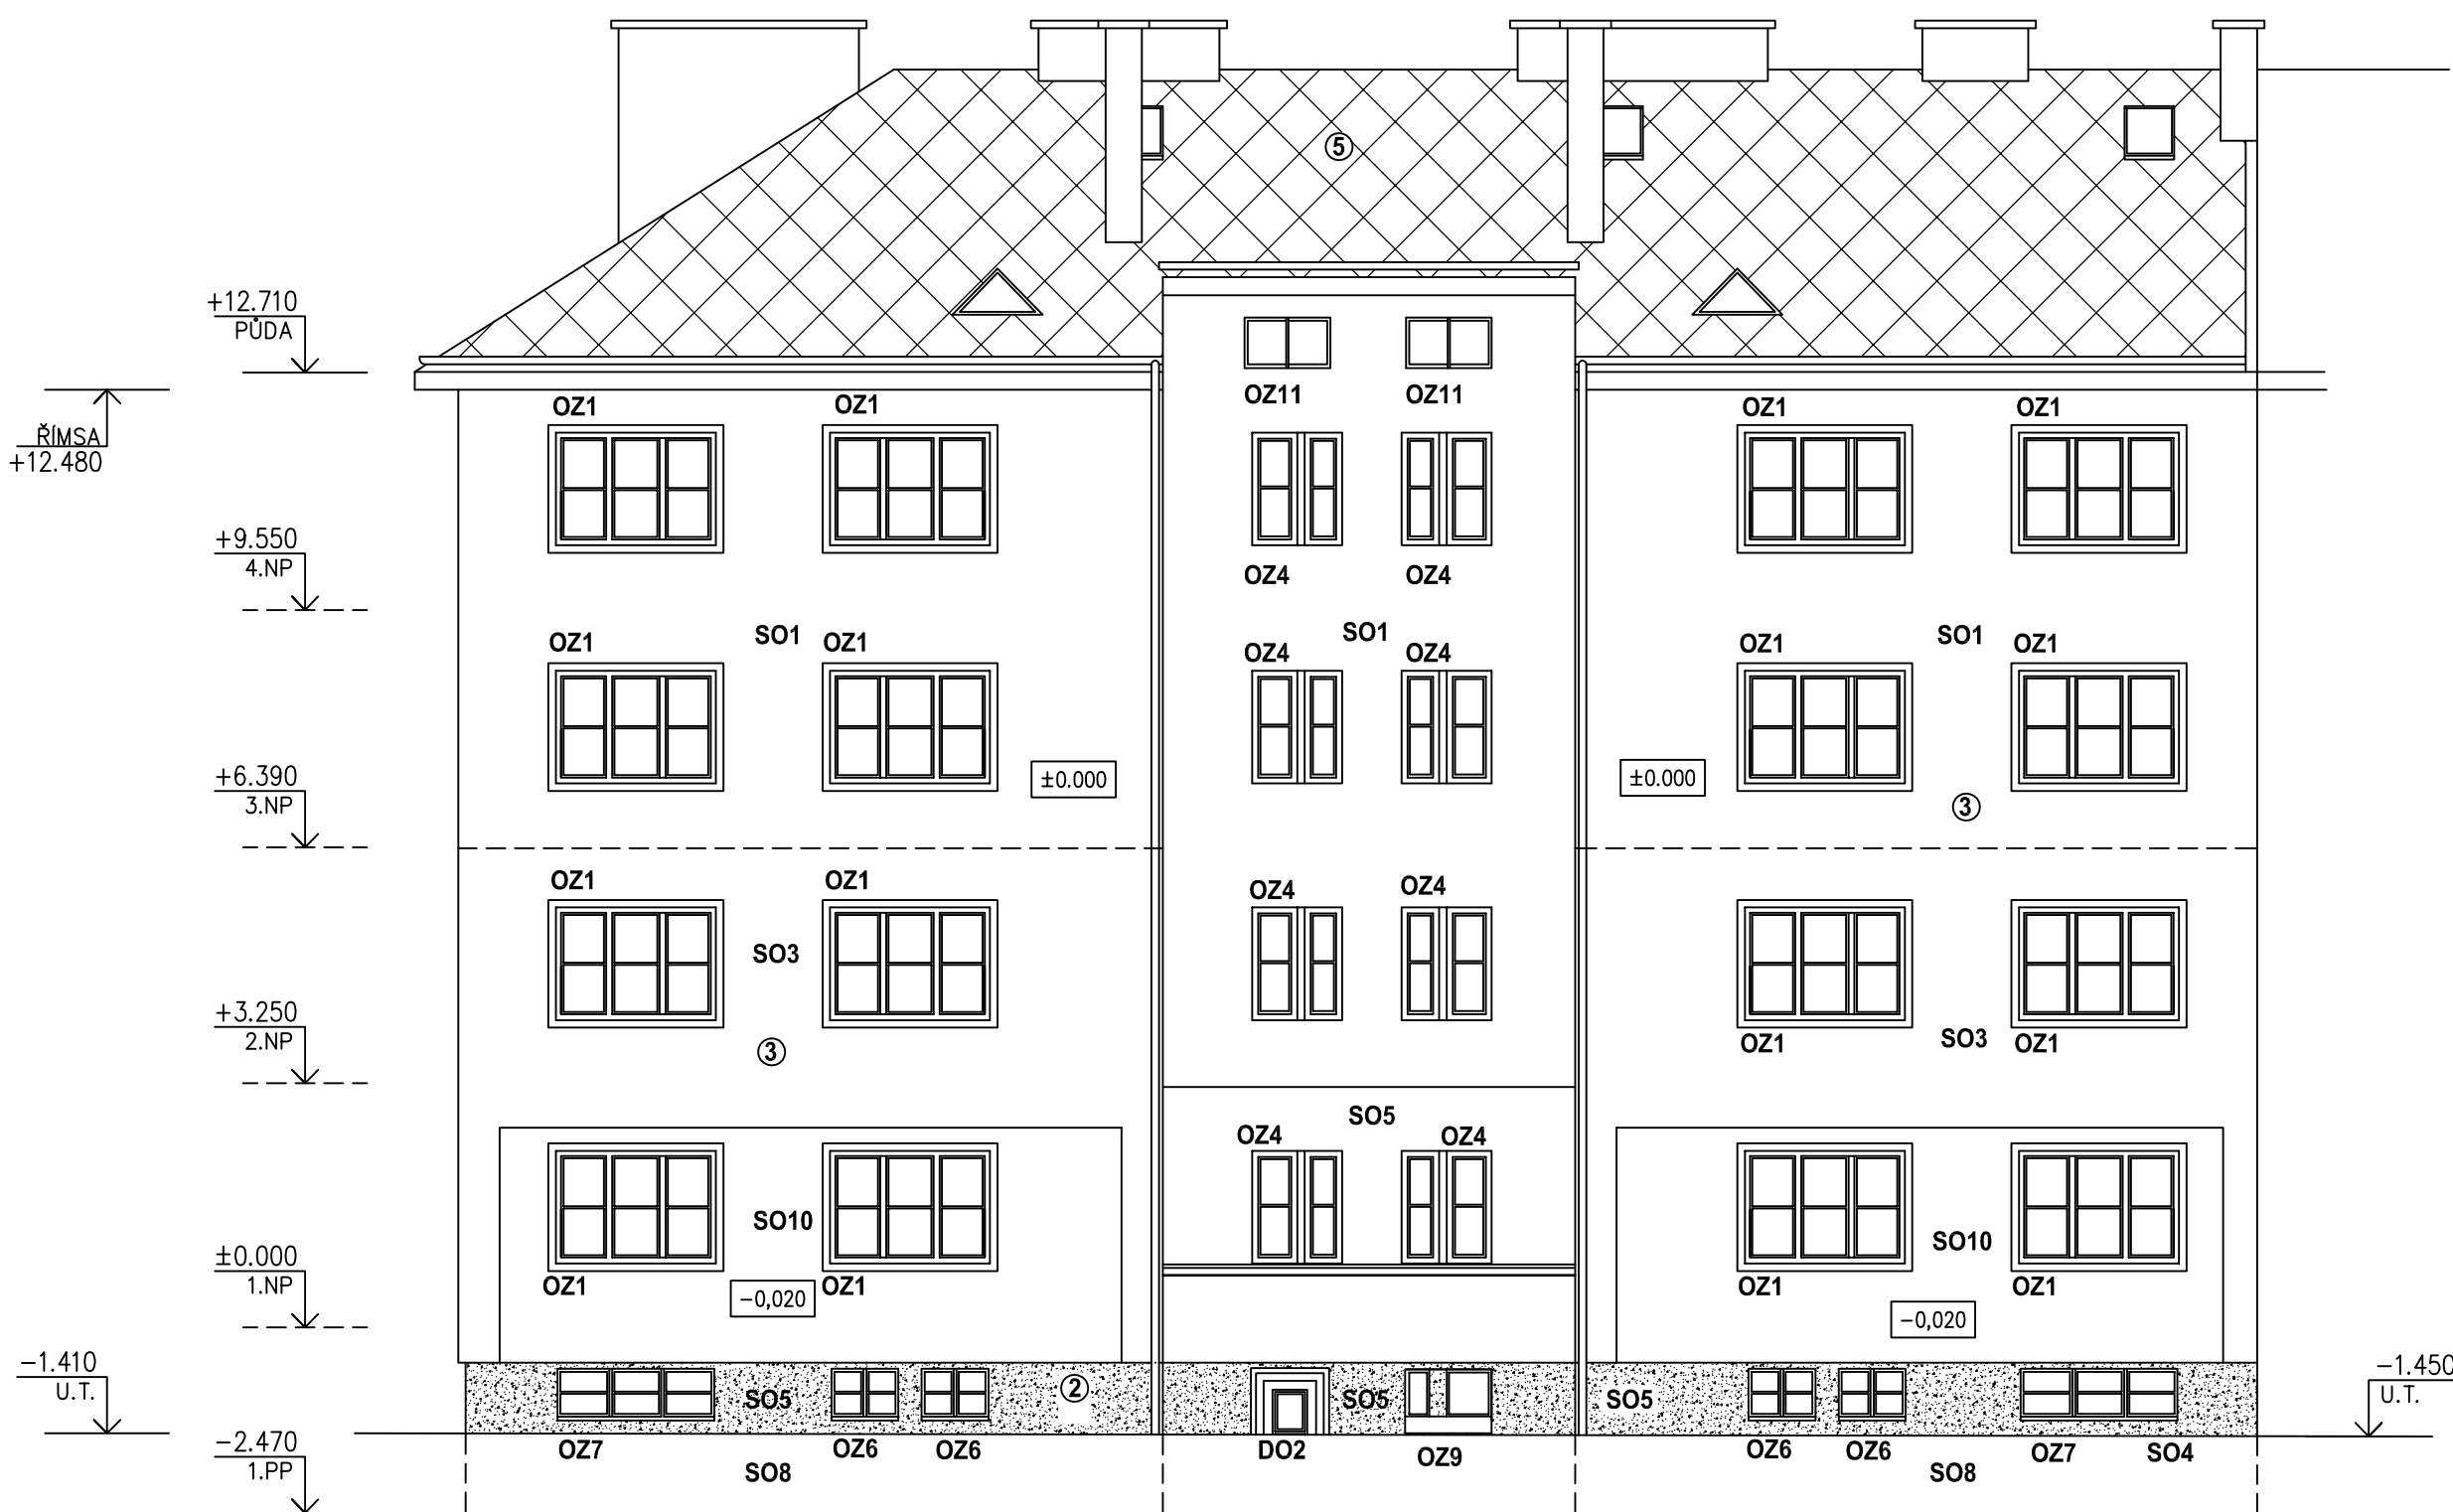 5
+12.710
PŮDA
ŘÍMSA
+12.480
OZ11 OZ11
OZ1 OZ1 OZ1 OZ1
+9.550
4.NP
OZ4 OZ4
SO1 SO1 SO1
OZ1 OZ1 OZ4 OZ4 OZ1 OZ1
+6.390
3.NP
±0.000 ±0.000
3
OZ1 OZ1 OZ4 OZ4
SO3
+3.250
2.NP
3
OZ1 SO3 OZ1
SO5
OZ4 OZ4
SO10 SO10
±0.000
1.NP
OZ1 OZ1 OZ1 OZ1
-0,020 -0,020
-1.410
U.T.
-1.450
U.T.
2
SO5 SO5 SO5
-2.470
1.PP
OZ7 OZ6 OZ6 DO2 OZ9 OZ6 OZ6 OZ7 SO4
SO8 SO8